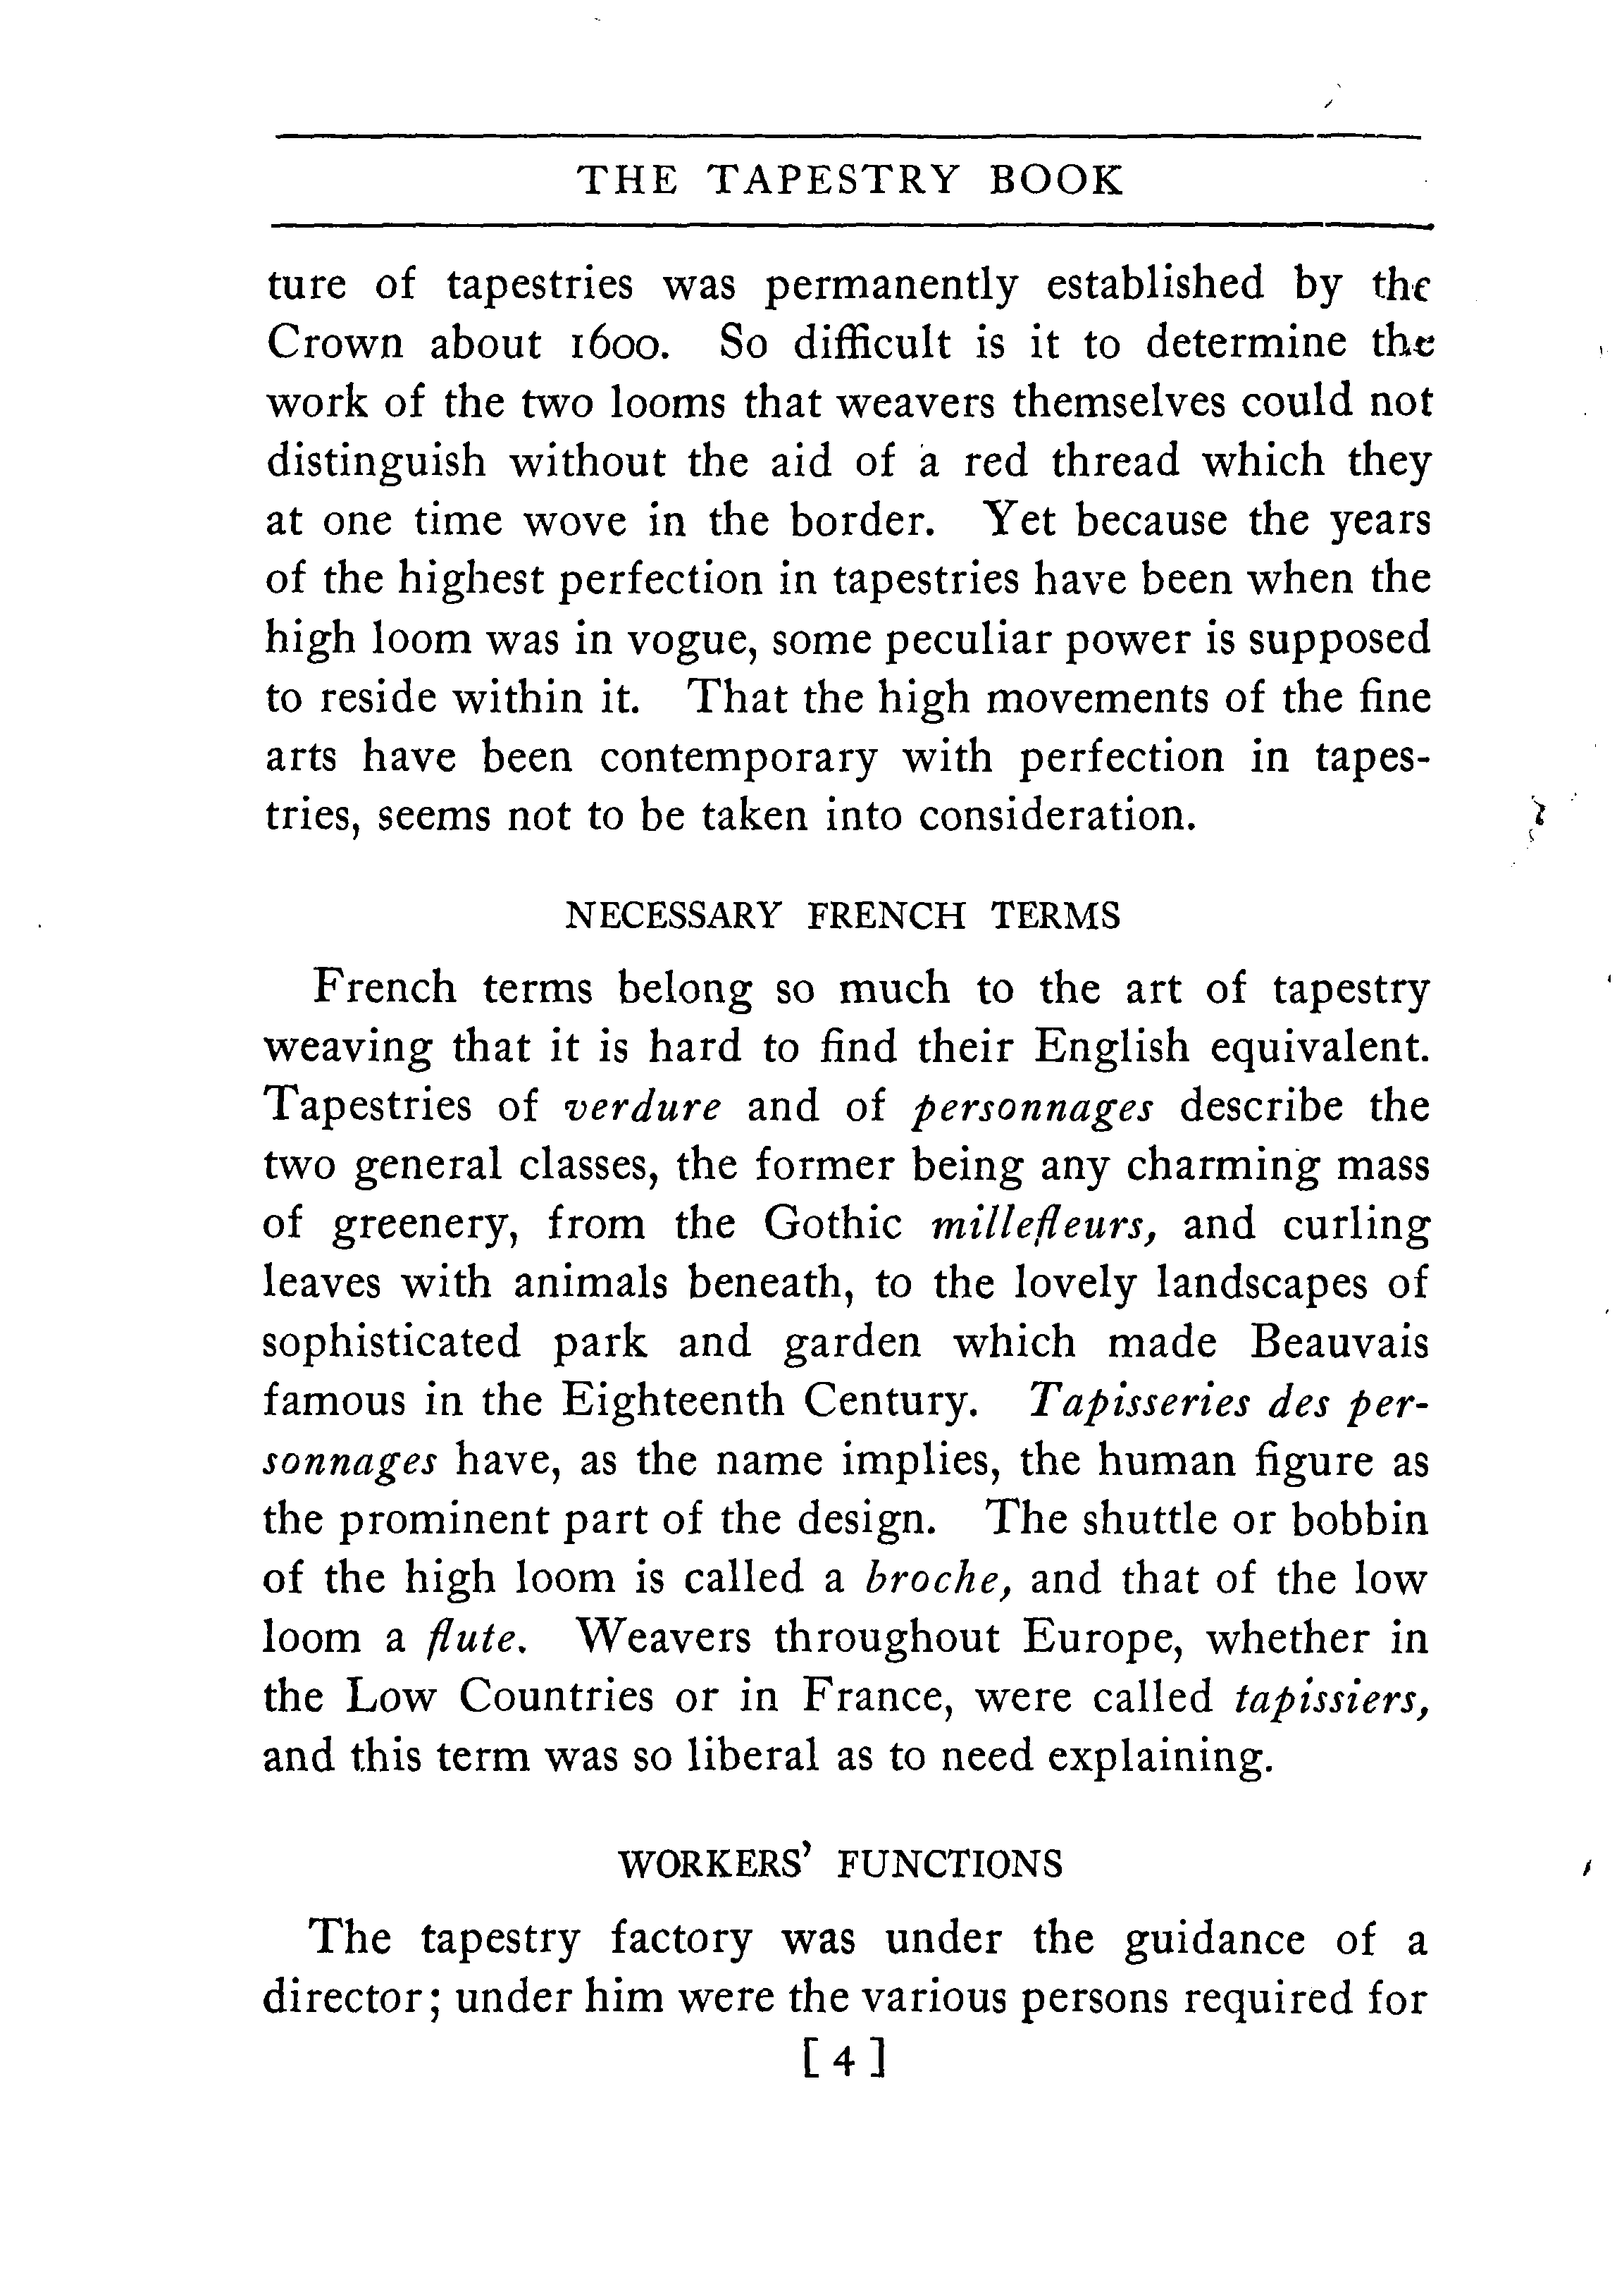 THE TAPESTRY BOOK
ture of tapestries was permanently established by the
Crown about 1600. So difficult is it to determine the
work of the two looms that weavers themselves could not
distinguish without the aid of a red thread which they
at one time wove in the border. Yet because the years
of the highest perfection in tapestries have been when the
high loom was in vogue, some peculiar power is supposed
to reside within it. That the high movements of the fine
arts have been contemporary with perfection in tapes-
tries, seems not to be taken into consideration.
NECESSARY FRENCH TERMS
French terms belong so much to the art of tapestry
weaving that it is hard to find their English equivalent.
Tapestries of verdure and of personnages describe the
two general classes, the former being any charming mass
of greenery, from the Gothic millefleurs, and curling
leaves with animals beneath, to the lovely landscapes of
sophisticated park and garden which made Beauvais
famous in the Eighteenth Century. Tapisseries des per-
sonnages have, as the name implies, the human figure as
the prominent part of the design. The shuttle or bobbin
of the high loom is called a broche, and that of the low
loom a flute. Weavers throughout Europe, whether in
the Low Countries or in France, were called tapissiers,
and this term was so liberal as to need explaining.
WORKERS' FUNCTIONS
The tapestry factory was under the guidance of a
director; under him were the various persons required for
[4]